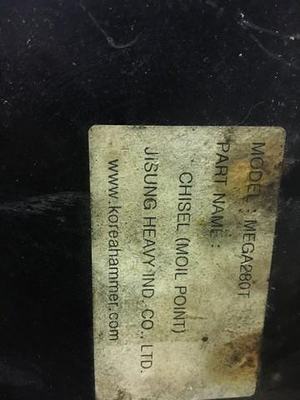 MODEL : MEGA280T
PART NAME :
CHISEL (MOIL POINT)
JISUNG HEAVY IND. CO., LTD.
www.koreahammer.com